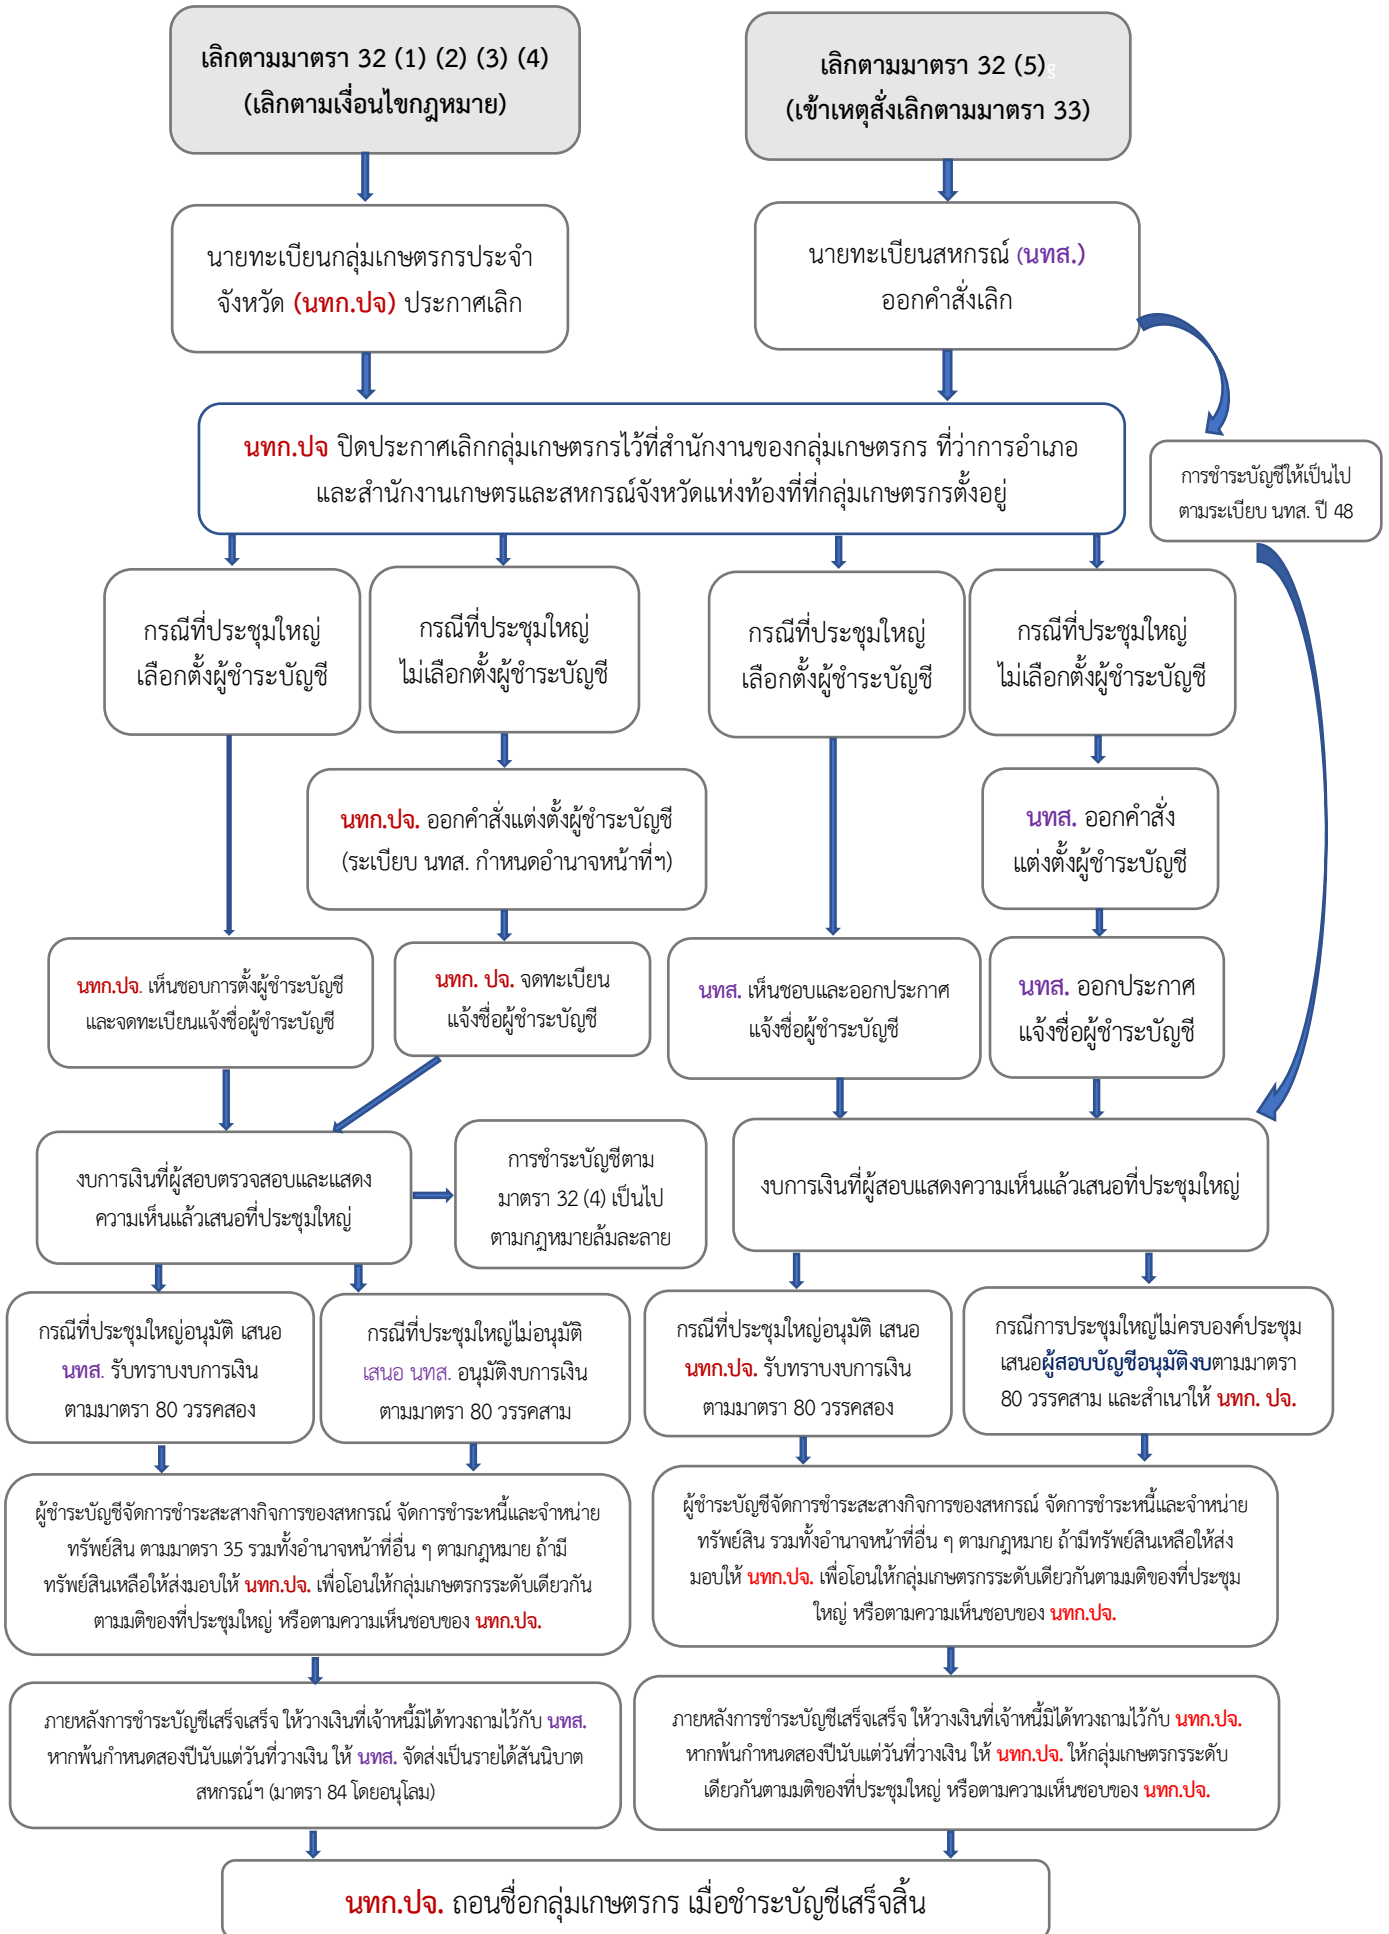 เลิกตามมาตรา 32 (1) (2) (3) (4)
(เลิกตามเงื่อนไขกฎหมาย)
เลิกตามมาตรา 32 (5)
(เข้าเหตุสั่งเลิกตามมาตรา 33)
นายทะเบียนกลุ่มเกษตรกรประจำ
จังหวัด (นทก.ปจ) ประกาศเลิก
นายทะเบียนสหกรณ์ (นทส.)
ออกคำสั่งเลิก
นทก.ปจ ปิดประกาศเลิกกลุ่มเกษตรกรไว้ที่สำนักงานของกลุ่มเกษตรกร ที่ว่าการอำเภอ
และสำนักงานเกษตรและสหกรณ์จังหวัดแห่งท้องที่ที่กลุ่มเกษตรกรตั้งอยู่
การชำระบัญชีให้เป็นไป
ตามระเบียบ นทส. ปี 48
กรณีที่ประชุมใหญ่
เลือกตั้งผู้ชำระบัญชี
กรณีที่ประชุมใหญ่
ไม่เลือกตั้งผู้ชำระบัญชี
กรณีที่ประชุมใหญ่
เลือกตั้งผู้ชำระบัญชี
กรณีที่ประชุมใหญ่
ไม่เลือกตั้งผู้ชำระบัญชี
นทก.ปจ. ออกคำสั่งแต่งตั้งผู้ชำระบัญชี
(ระเบียบ นทส. กำหนดอำนาจหน้าที่ฯ)
นทส. ออกคำสั่ง
แต่งตั้งผู้ชำระบัญชี
นทก.ปจ. เห็นชอบการตั้งผู้ชำระบัญชี
และจดทะเบียนแจ้งชื่อผู้ชำระบัญชี
นทก. ปจ. จดทะเบียน
แจ้งชื่อผู้ชำระบัญชี
นทส. เห็นชอบและออกประกาศ
แจ้งชื่อผู้ชำระบัญชี
นทส. ออกประกาศ
แจ้งชื่อผู้ชำระบัญชี
งบการเงินที่ผู้สอบตรวจสอบและแสดง
ความเห็นแล้วเสนอที่ประชุมใหญ่
การชำระบัญชีตาม
มาตรา 32 (4) เป็นไป
ตามกฎหมายล้มละลาย
งบการเงินที่ผู้สอบแสดงความเห็นแล้วเสนอที่ประชุมใหญ่
กรณีที่ประชุมใหญ่อนุมัติ เสนอ
นทส. รับทราบงบการเงิน
ตามมาตรา 80 วรรคสอง
กรณีที่ประชุมใหญ่ไม่อนุมัติ
เสนอ นทส. อนุมัติงบการเงิน
ตามมาตรา 80 วรรคสาม
กรณีที่ประชุมใหญ่อนุมัติ เสนอ
นทก.ปจ. รับทราบงบการเงิน
ตามมาตรา 80 วรรคสอง
กรณีการประชุมใหญ่ไม่ครบองค์ประชุม
เสนอผู้สอบบัญชีอนุมัติงบตามมาตรา
80 วรรคสาม และสำเนาให้ นทก. ปจ.
ผู้ชำระบัญชีจัดการชำระสะสางกิจการของสหกรณ์ จัดการชำระหนี้และจำหน่าย
ทรัพย์สิน ตามมาตรา 35 รวมทั้งอำนาจหน้าที่อื่น ๆ ตามกฎหมาย ถ้ามี
ทรัพย์สินเหลือให้ส่งมอบให้ นทก.ปจ. เพื่อโอนให้กลุ่มเกษตรกรระดับเดียวกัน
ตามมติของที่ประชุมใหญ่ หรือตามความเห็นชอบของ นทก.ปจ.
ผู้ชำระบัญชีจัดการชำระสะสางกิจการของสหกรณ์ จัดการชำระหนี้และจำหน่าย
ทรัพย์สิน รวมทั้งอำนาจหน้าที่อื่น ๆ ตามกฎหมาย ถ้ามีทรัพย์สินเหลือให้ส่ง
มอบให้ นทก.ปจ. เพื่อโอนให้กลุ่มเกษตรกรระดับเดียวกันตามมติของที่ประชุม
ใหญ่ หรือตามความเห็นชอบของ นทก.ปจ.
ภายหลังการชำระบัญชีเสร็จเสร็จ ให้วางเงินที่เจ้าหนี้มิได้ทวงถามไว้กับ นทส.
หากพ้นกำหนดสองปีนับแต่วันที่วางเงิน ให้ นทส. จัดส่งเป็นรายได้สันนิบาต
สหกรณ์ฯ (มาตรา 84 โดยอนุโลม)
ภายหลังการชำระบัญชีเสร็จเสร็จ ให้วางเงินที่เจ้าหนี้มิได้ทวงถามไว้กับ นทก.ปจ.
หากพ้นกำหนดสองปีนับแต่วันที่วางเงิน ให้ นทก.ปจ. ให้กลุ่มเกษตรกรระดับ
เดียวกันตามมติของที่ประชุมใหญ่ หรือตามความเห็นชอบของ นทก.ปจ.
นทก.ปจ. ถอนชื่อกลุ่มเกษตรกร เมื่อชำระบัญชีเสร็จสิ้น